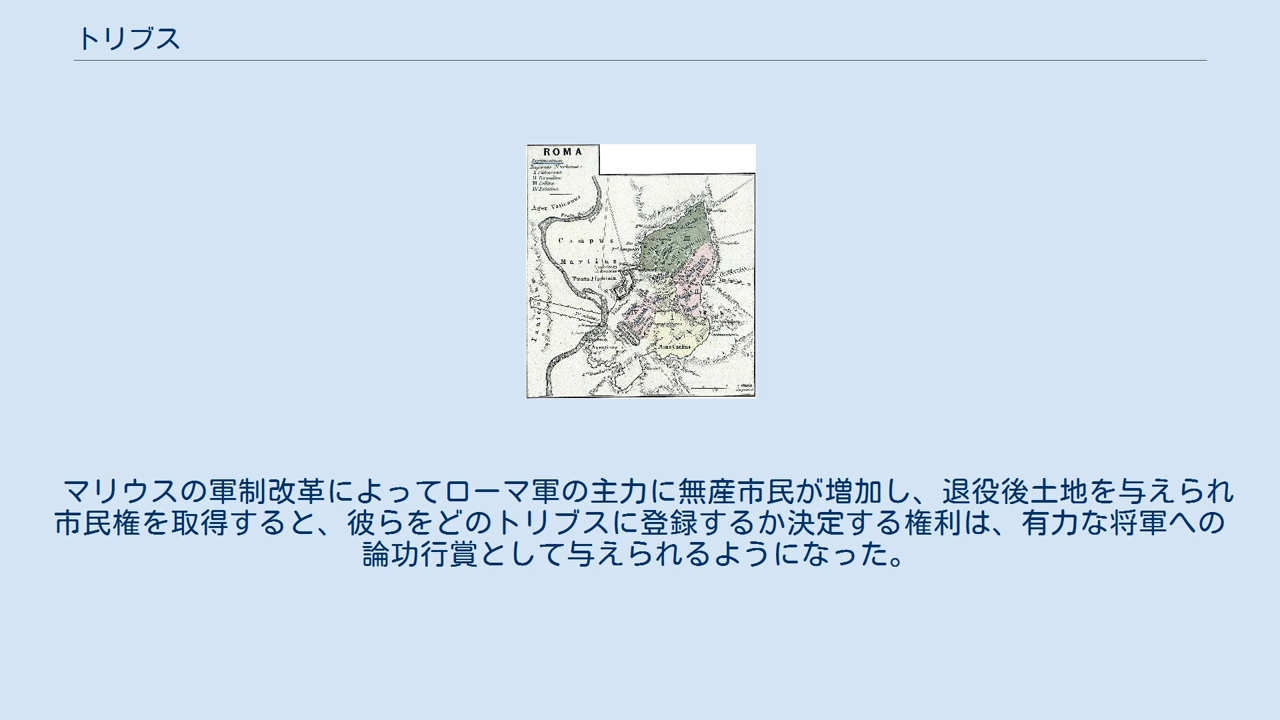 トリブス
ROMA
Campus
Martius
マリウスの軍制改革によってローマ軍の主力に無産市民が増加し、退役後土地を与えられ
市民権を取得すると、彼らをどのトリブスに登録するか決定する権利は、有力な将軍への
論功行賞として与えられるようになった。